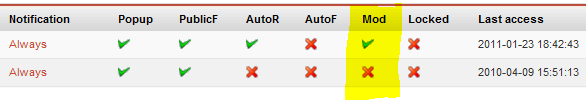 Notification Popup PublicF AutoR AutoF Mod Locked Last access
Always 2011-01-23 18:42:43
Always 2010-04-09 15:51:13